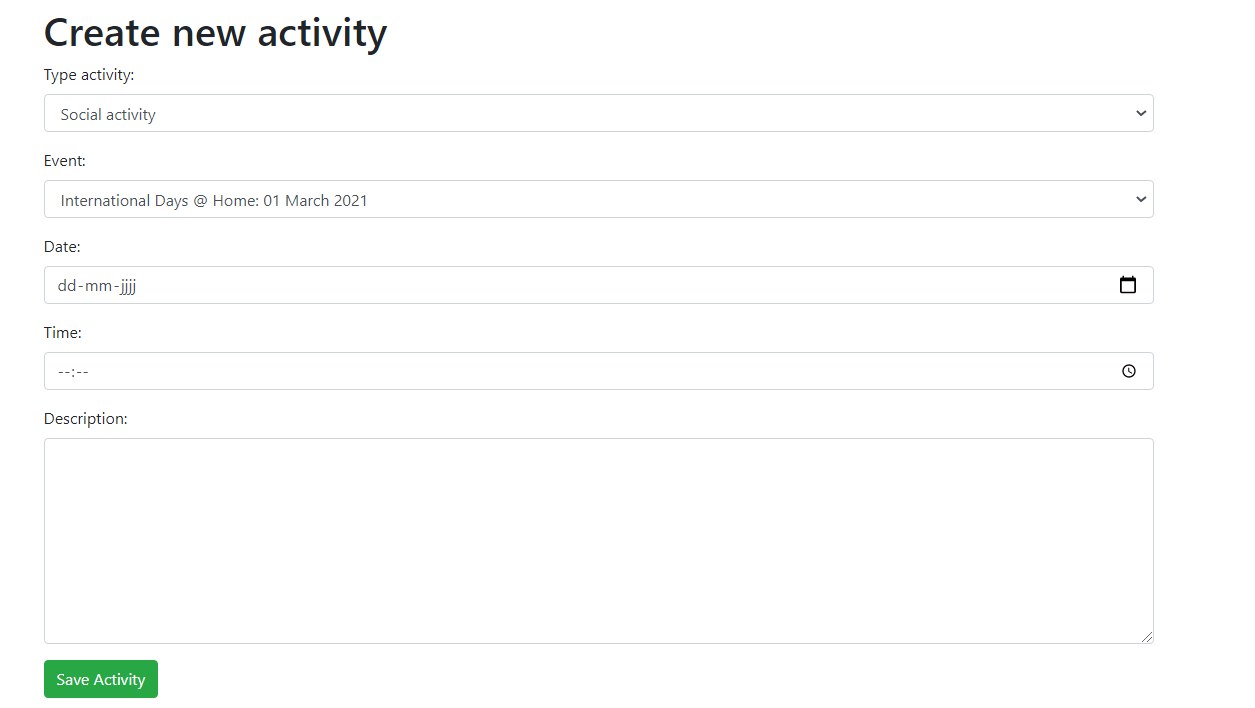 Create new activity
Type activity:
Social activity
Event:
International Days @ Home: 01 March 2021
Date:
dd-mm-jjjj
Time:
--:--
Description:
Save Activity